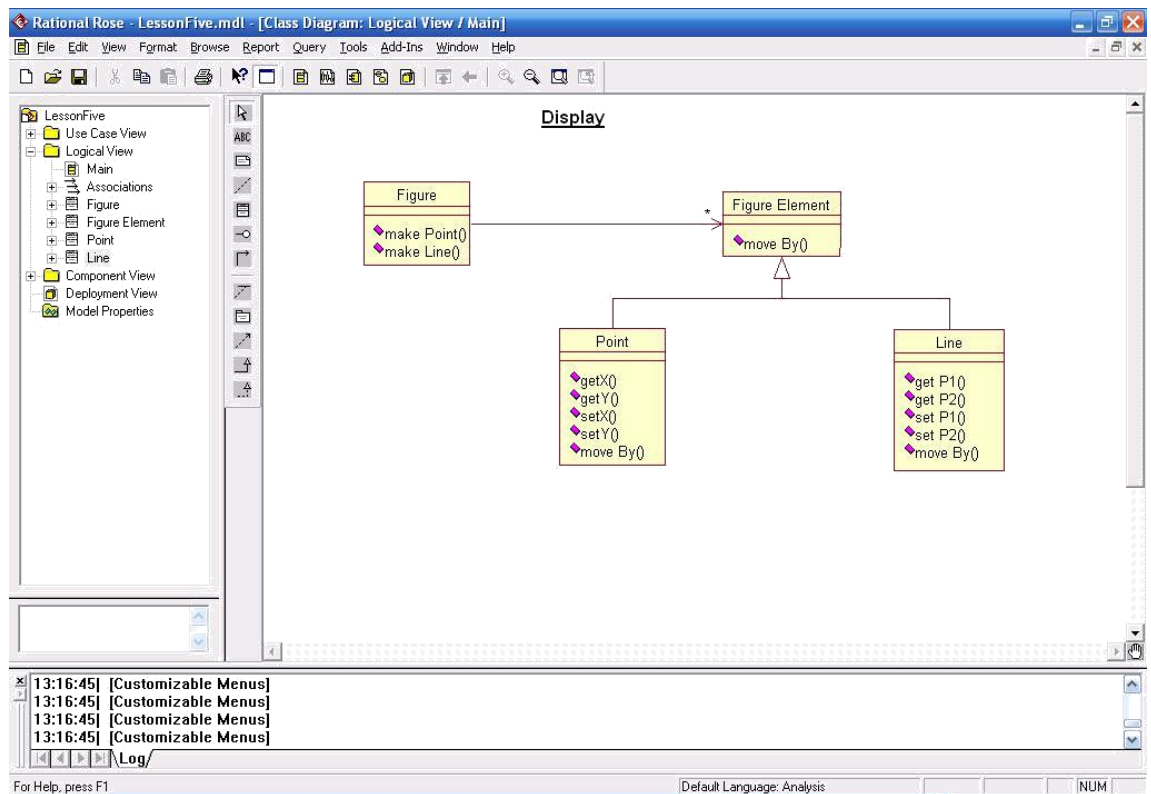 Rational Rose - LessonFive.mdl - [Class Diagram: Logical View / Main]
File Edit View Format Browse Report Query Tools Add-Ins Window Help
LessonFive
Use Case View
Logical View
Main
Associations
Figure
Figure Element
Point
Line
Component View
Deployment View
Model Properties
ABC
Display
Figure
make Point()
make Line()
*
Figure Element
move By()
Point
getX()
getY()
setX()
setY()
move By()
Line
get P1()
get P2()
set P1()
set P2()
move By()
13:16:45| [Customizable Menus]
13:16:45| [Customizable Menus]
13:16:45| [Customizable Menus]
13:16:45| [Customizable Menus]
Log
For Help, press F1
Default Language: Analysis
NUM